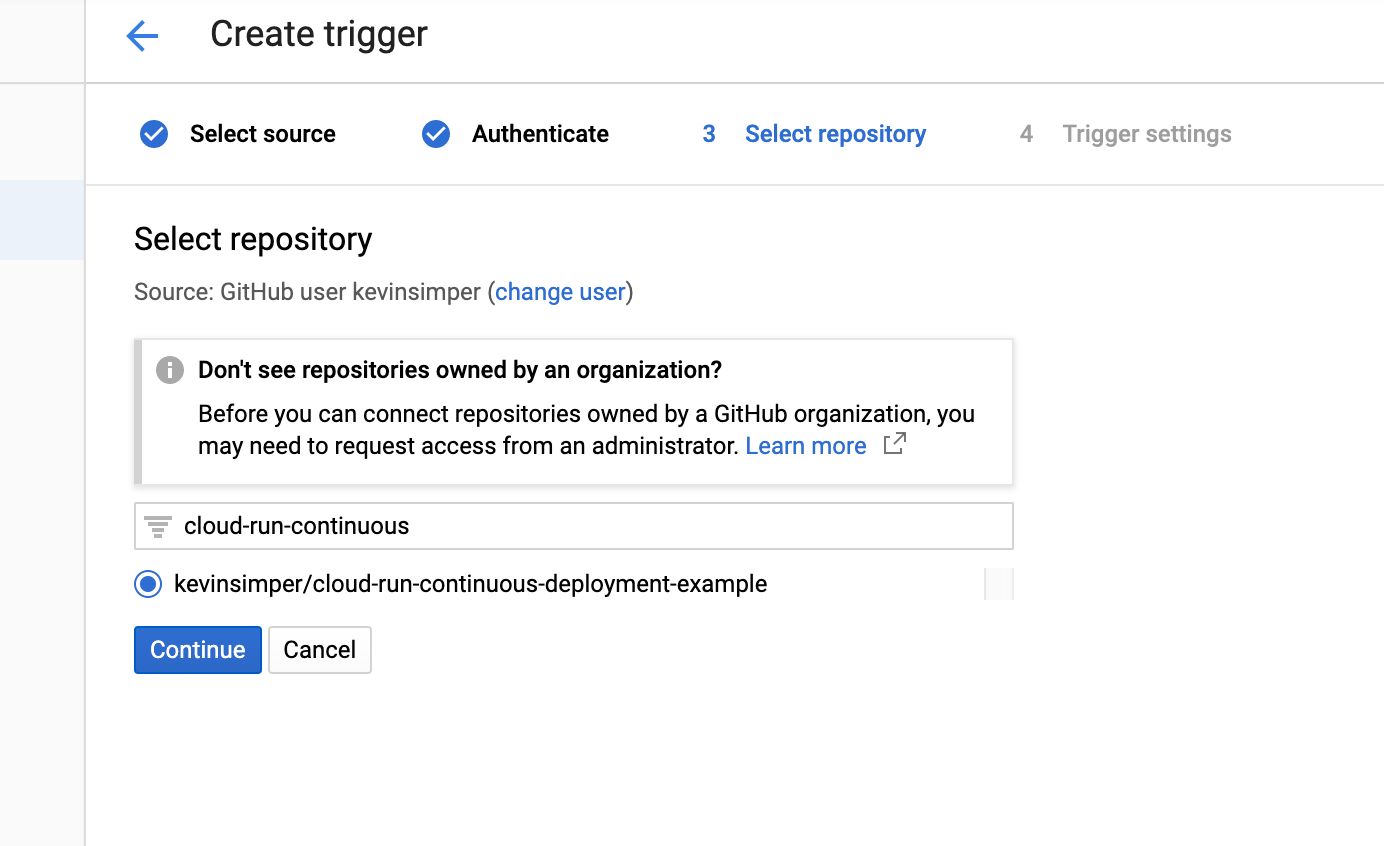 Create trigger
Select source
Authenticate
3 Select repository
4 Trigger settings
Select repository
Source: GitHub user kevinsimper (change user)
Don't see repositories owned by an organization?
Before you can connect repositories owned by a GitHub organization, you
may need to request access from an administrator. Learn more
cloud-run-continuous
kevinsimper/cloud-run-continuous-deployment-example
Continue
Cancel